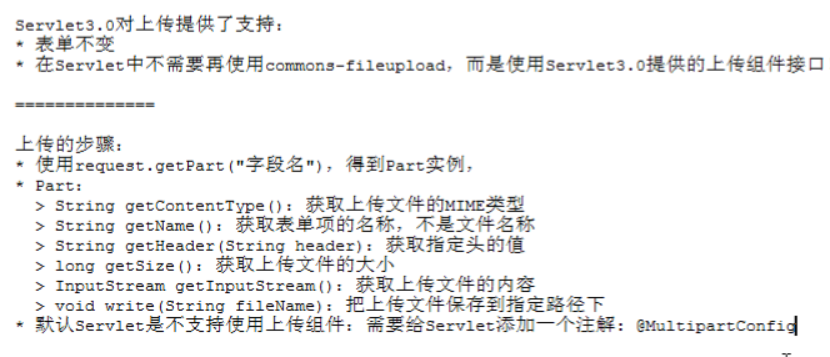 Servlet3.0对上传提供了支持：
* 表单不变
* 在Servlet中不需要再使用commons-fileupload，而是使用Servlet3.0提供的上传组件接口
==============
上传的步骤：
* 使用request.getPart("字段名")，得到Part实例，
* Part：
  > String getContentType()：获取上传文件的MIME类型
  > String getName()：获取表单项的名称，不是文件名称
  > String getHeader(String header)：获取指定头的值
  > long getSize()：获取上传文件的大小
  > InputStream getInputStream()：获取上传文件的内容
  > void write(String fileName)：把上传文件保存到指定路径下
* 默认Servlet是不支持使用上传组件：需要给Servlet添加一个注解：@MultipartConfig